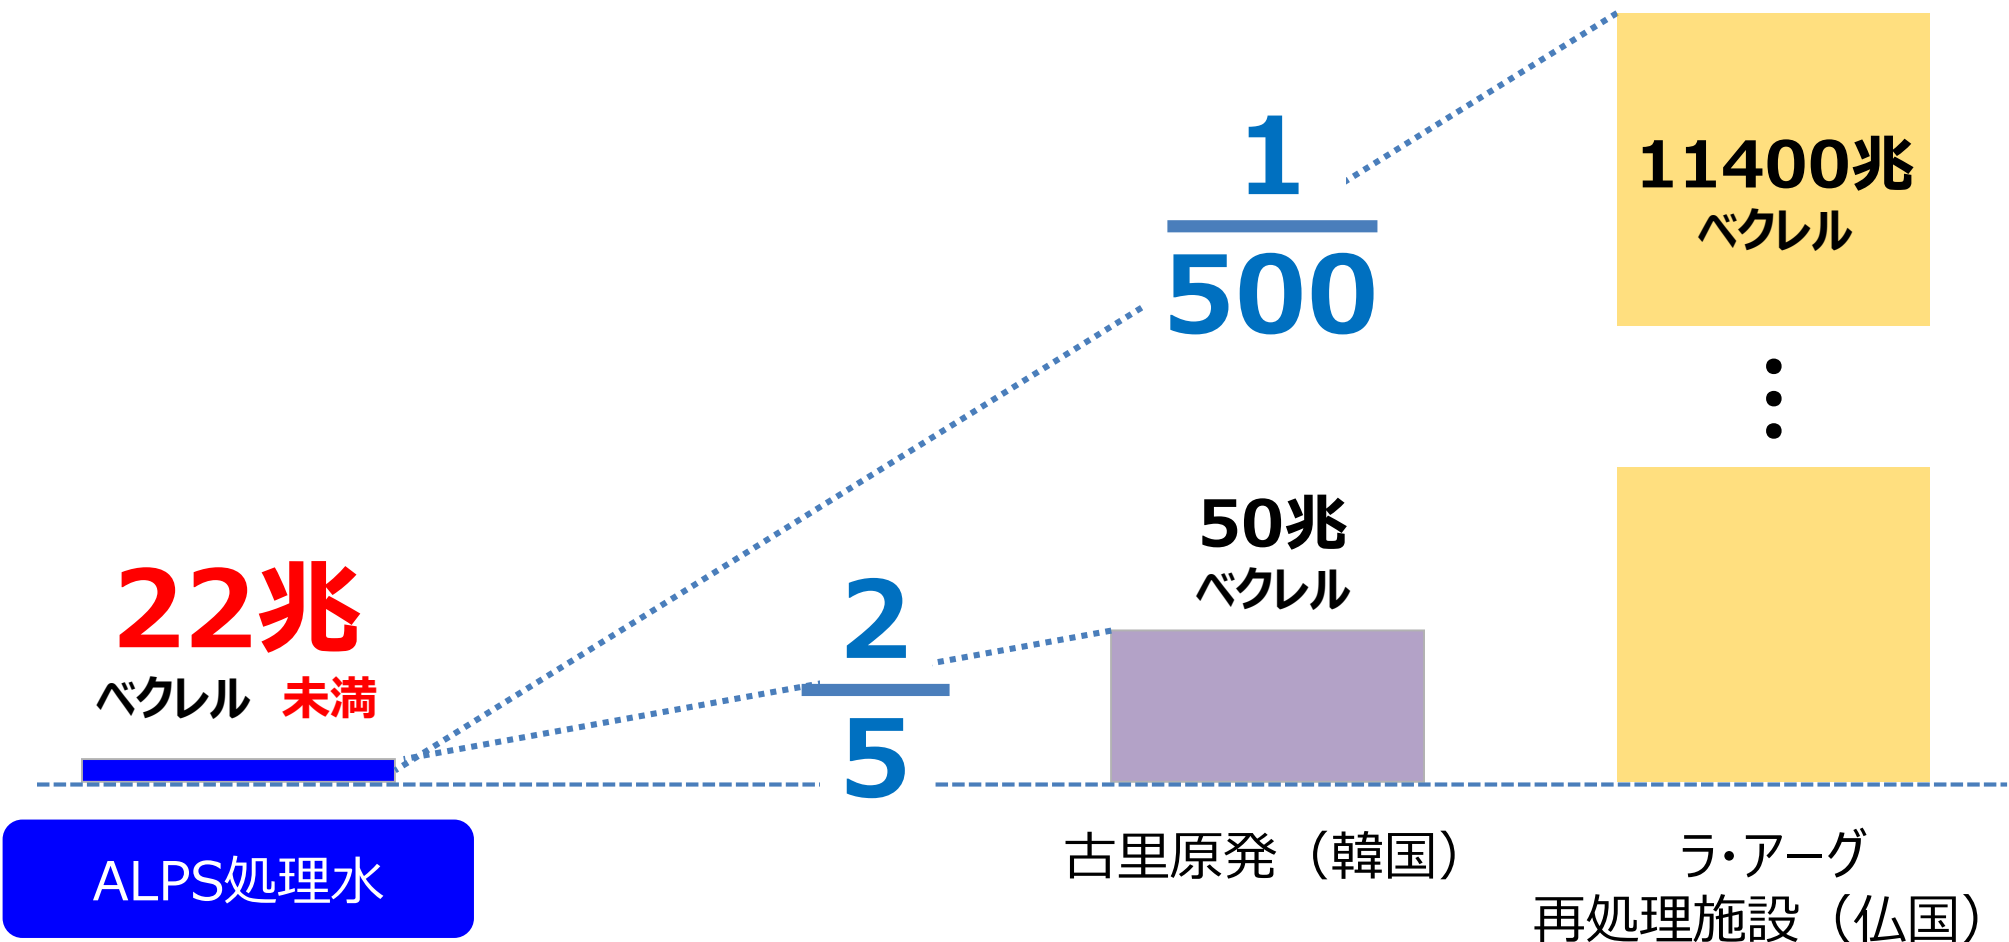 22兆
ベクレル 未満
ALPS処理水
2
5
1
500
50兆
ベクレル
古里原発（韓国）
11400兆
ベクレル
ラ・アーグ
再処理施設（仏国）